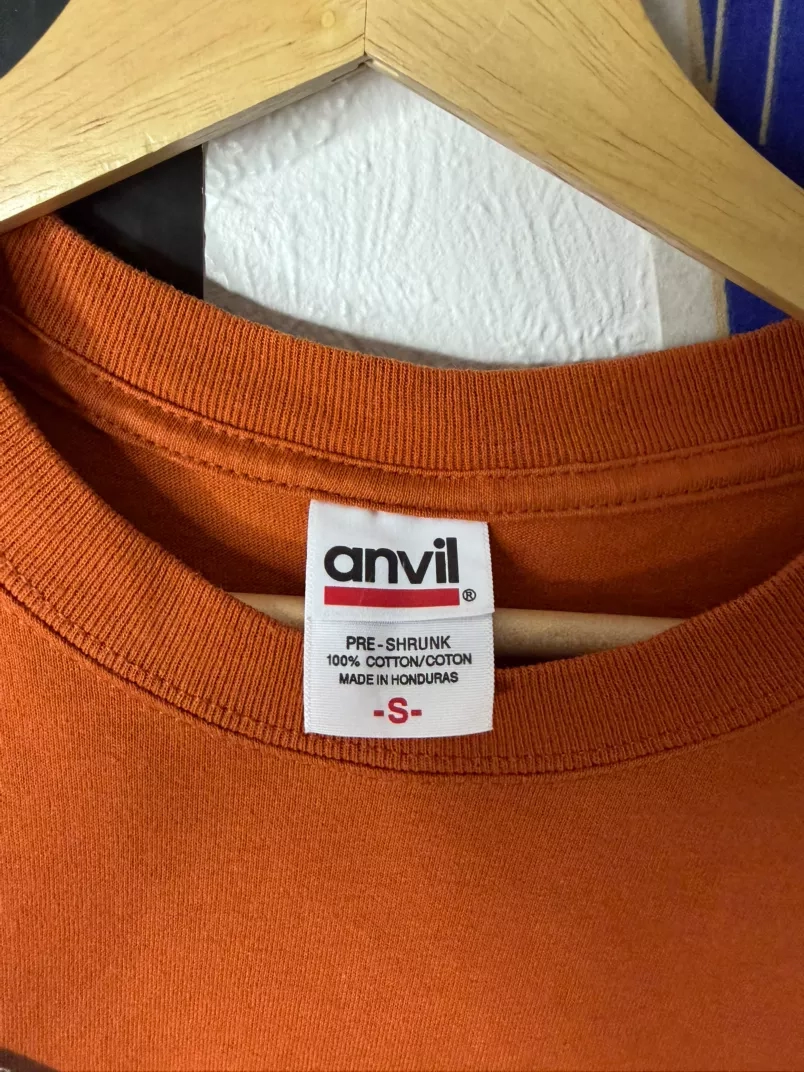 anvil
®
PRE-SHRUNK
100% COTTON/COTON
MADE IN HONDURAS
-S-